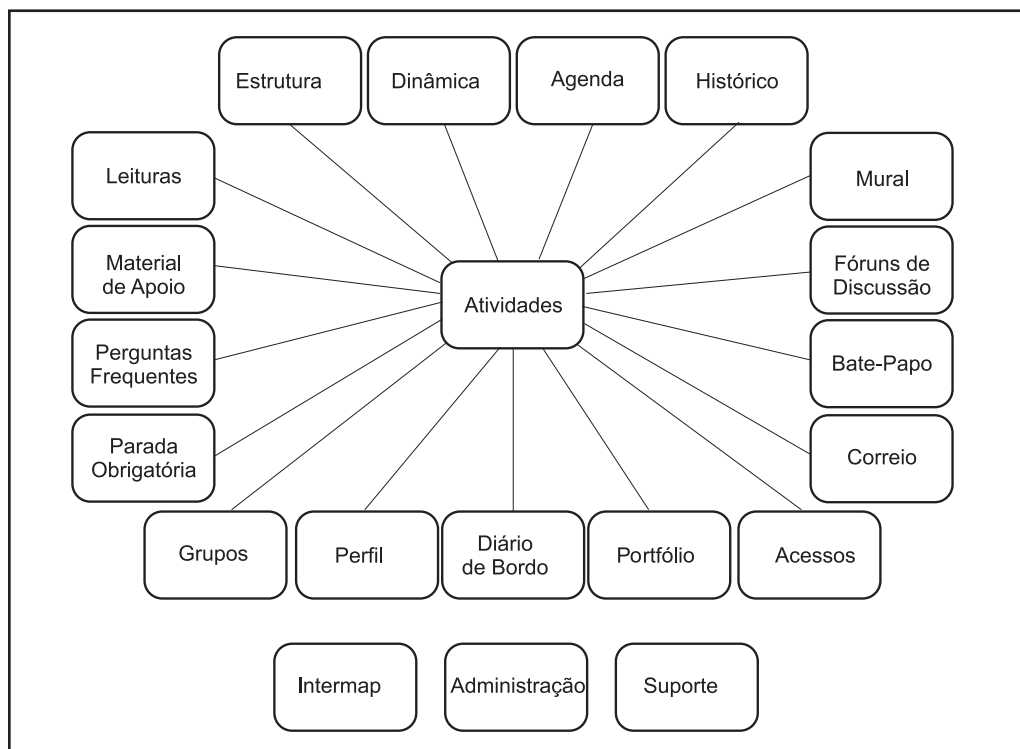 Estrutura
Dinâmica
Agenda
Histórico
Leituras
Mural
Material
de Apoio
Fóruns de
Discussão
Atividades
Perguntas
Frequentes
Bate-Papo
Parada
Obrigatória
Correio
Grupos
Perfil
Diário
de Bordo
Portfólio
Acessos
Intermap
Administração
Suporte